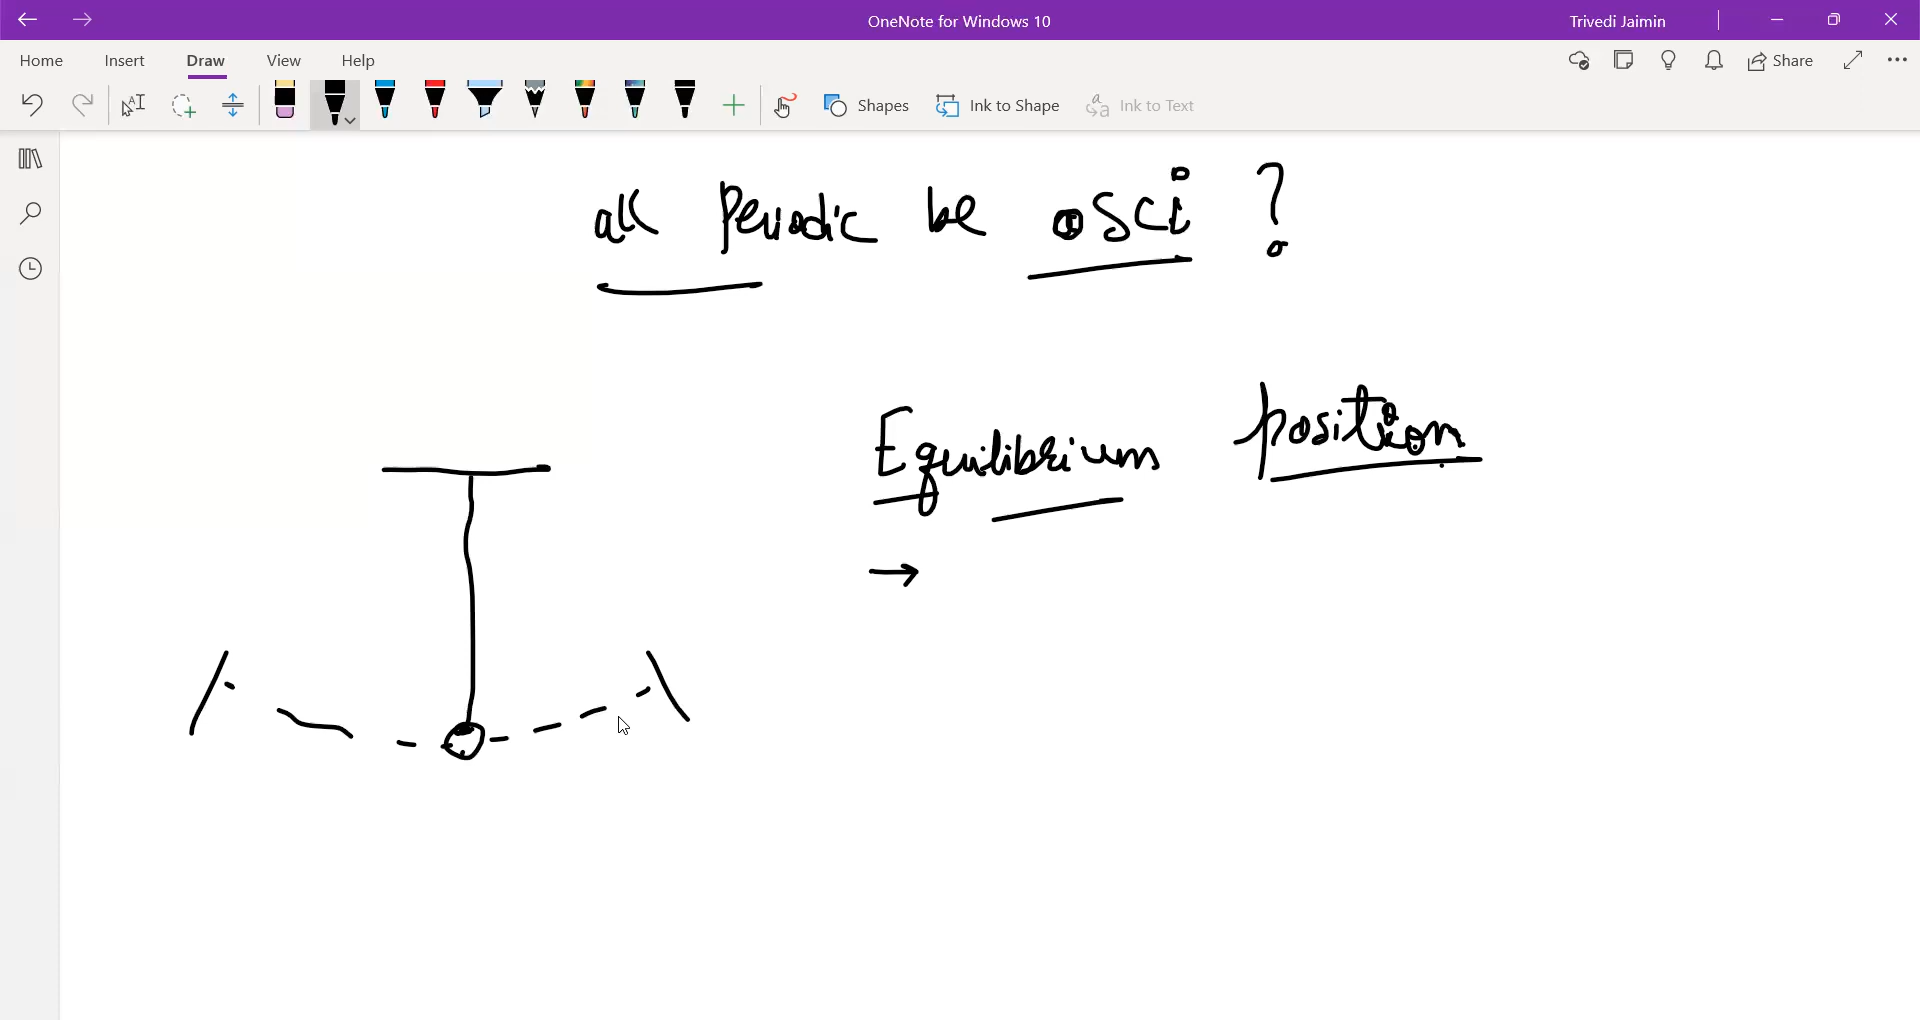 OneNote for Windows 10
Trivedi Jaimin
Home Insert Draw View Help
Share
Shapes Ink to Shape Ink to Text
all Periodic be osci ?
Equilibrium position
→